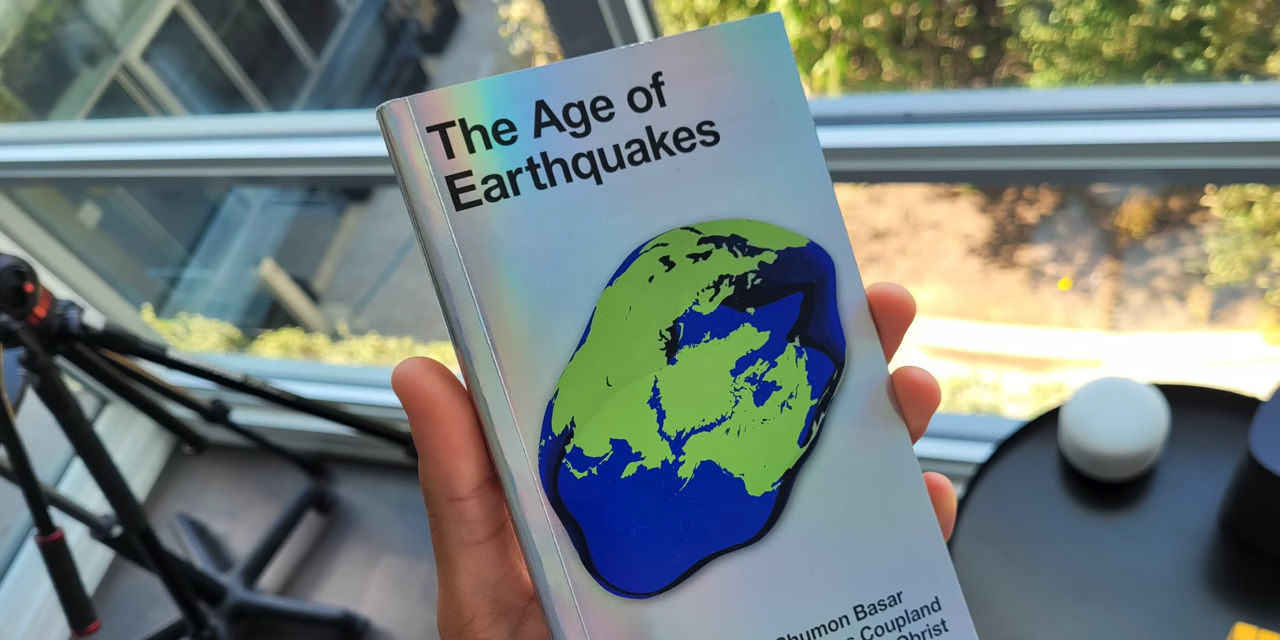 The Age of
Earthquakes
Shumon Basar
Coupland
Obrist